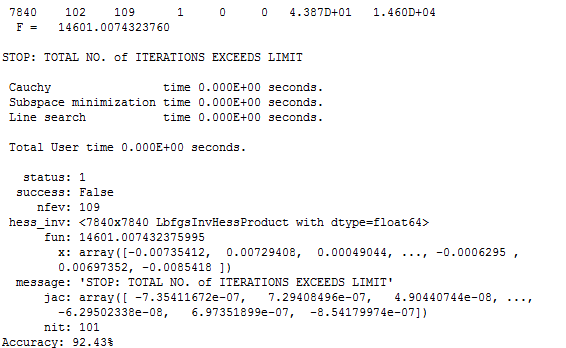 7840 102 109 1 0 0 4.387D+01 1.460D+04
F = 14601.0074323760
STOP: TOTAL NO. of ITERATIONS EXCEEDS LIMIT
Cauchy time 0.000E+00 seconds.
Subspace minimization time 0.000E+00 seconds.
Line search time 0.000E+00 seconds.
Total User time 0.000E+00 seconds.
status: 1
success: False
nfev: 109
hess_inv: <7840x7840 LbfgsInvHessProduct with dtype=float64>
fun: 14601.007432375995
x: array([-0.00735412, 0.00729408, 0.00049044, ..., -0.0006295 ,
0.00697352, -0.0085418 ])
message: 'STOP: TOTAL NO. of ITERATIONS EXCEEDS LIMIT'
jac: array([ -7.35411672e-07, 7.29408496e-07, 4.90440744e-08, ...,
-6.29502338e-08, 6.97351899e-07, -8.54179974e-07])
nit: 101
Accuracy: 92.43%